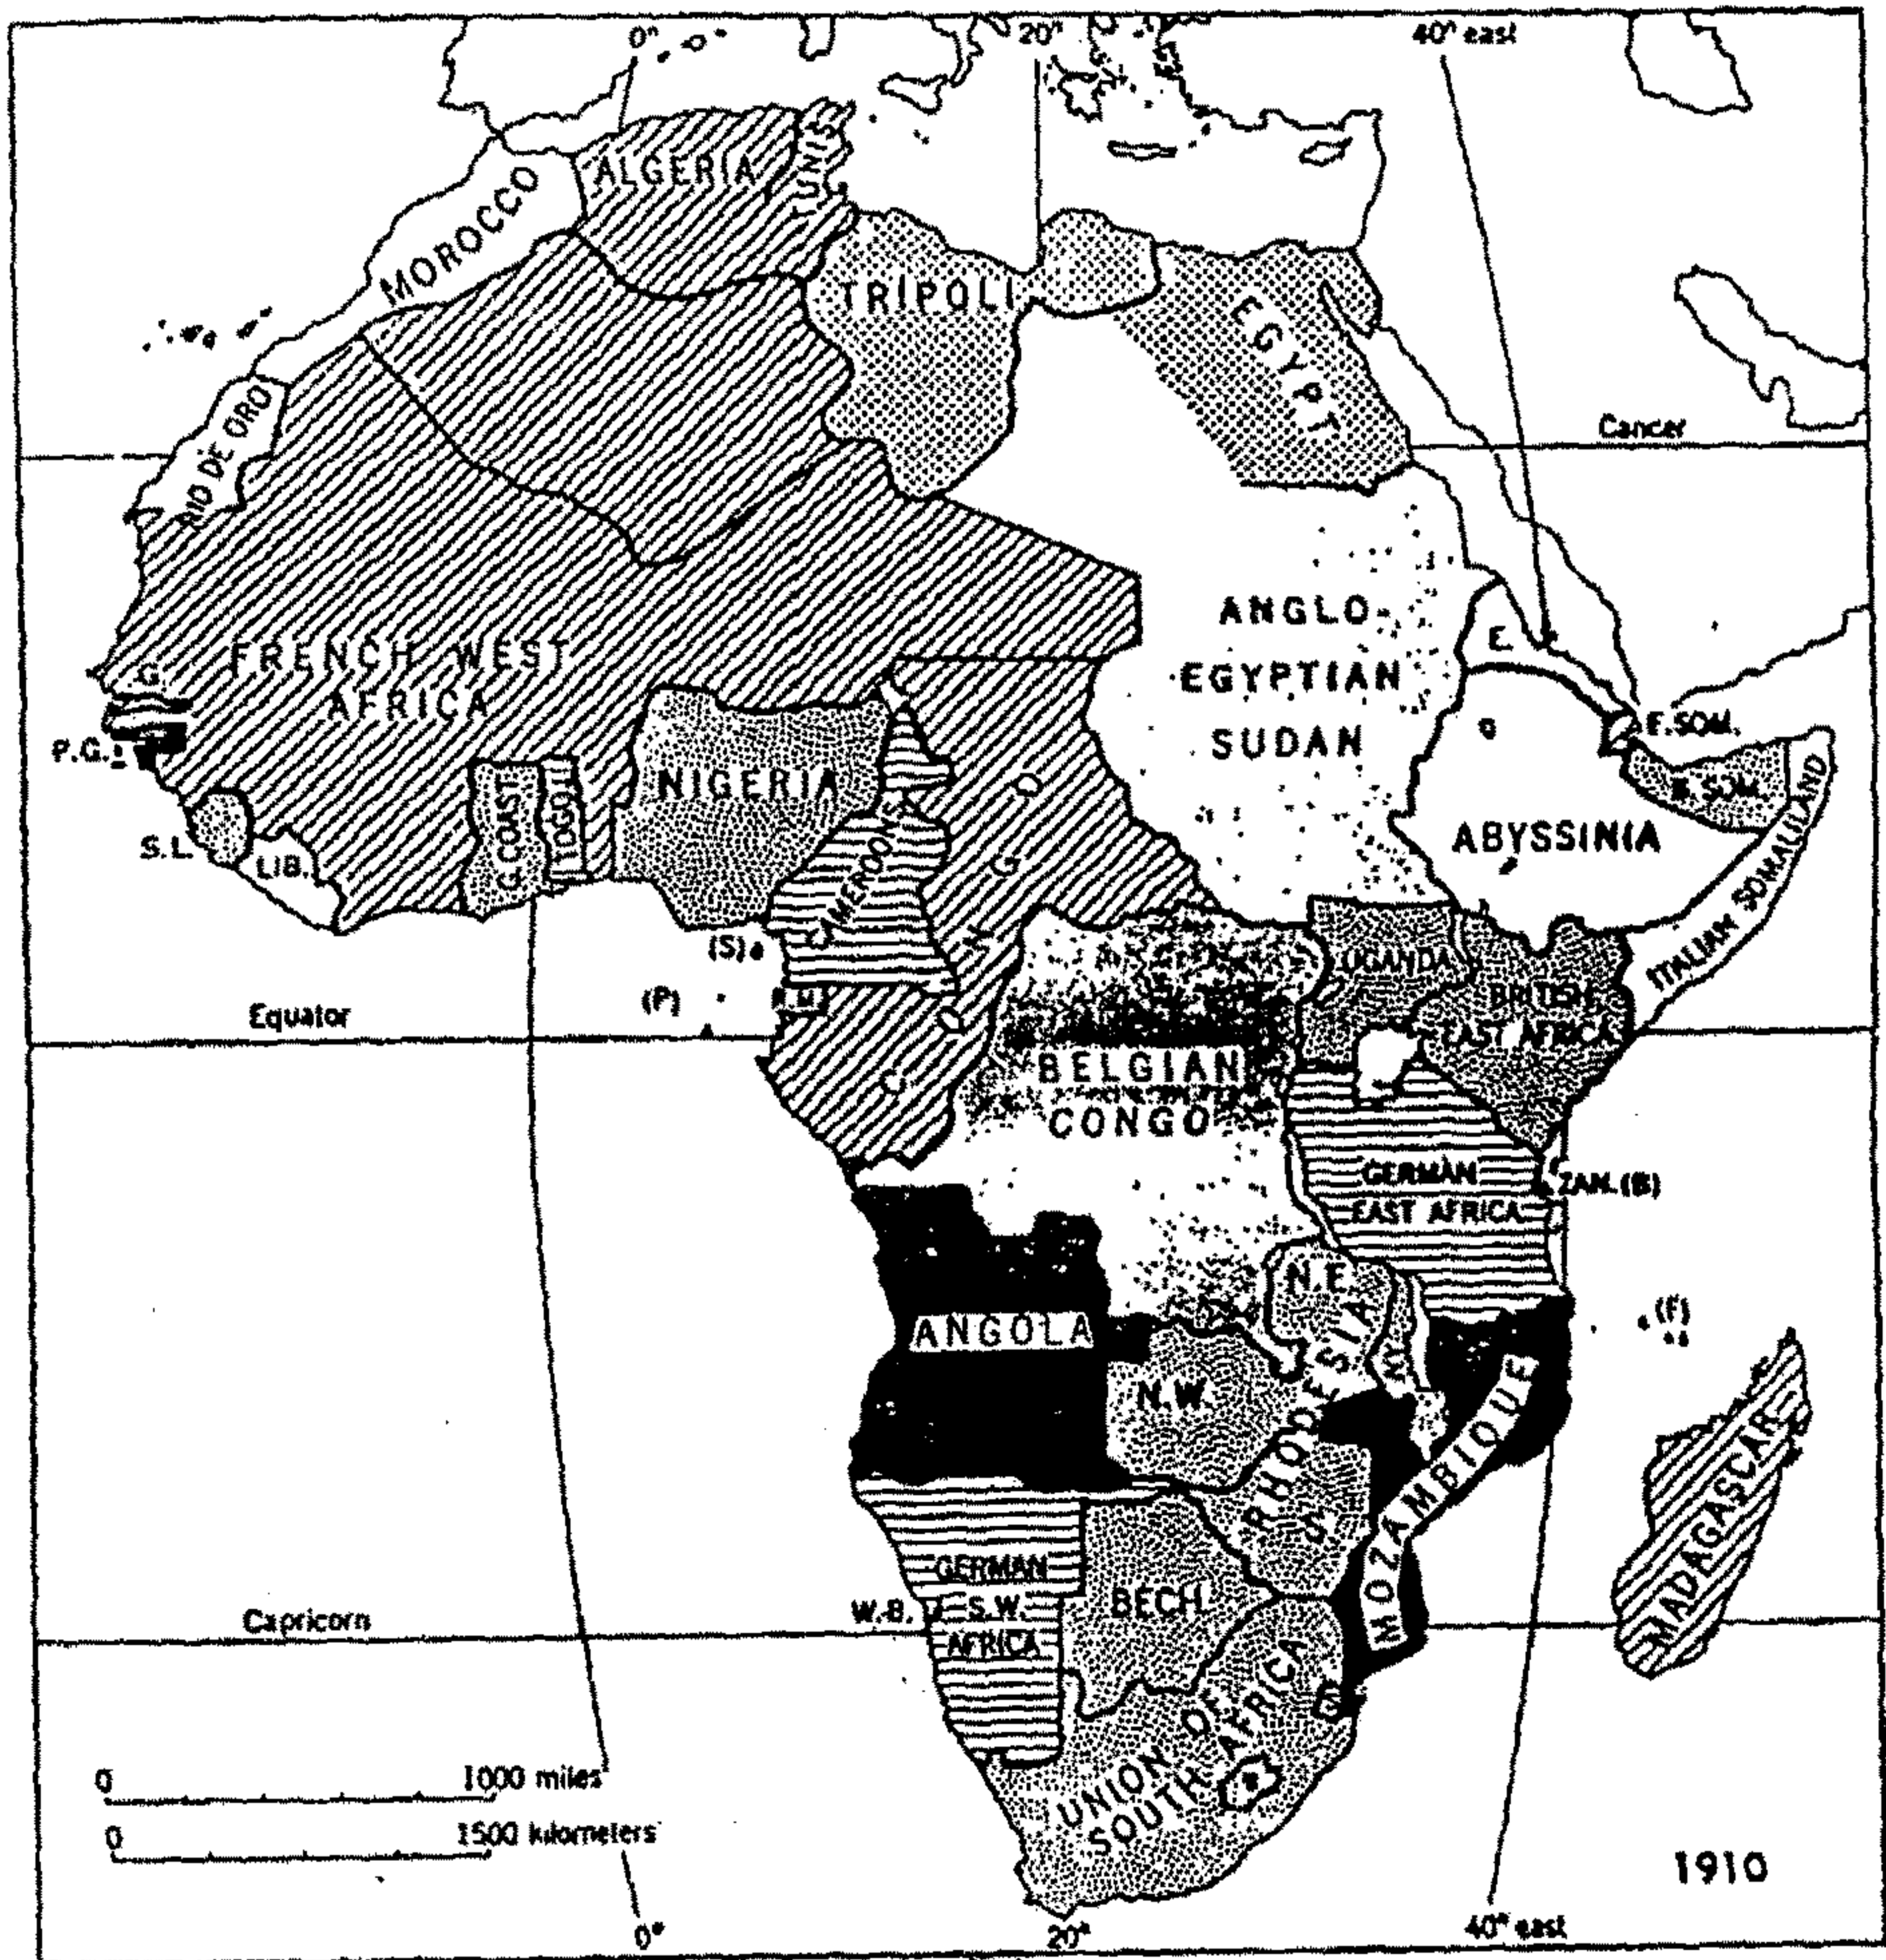 0°
20°
40° east
ALGERIA
TUNIS
MOROCCO
TRIPOLI
EGYPT
RIO DE ORO
Cancer
ANGLO-
EGYPTIAN
SUDAN
E.
FRENCH WEST
AFRICA
G.
P.G.
F.SOM.
B.SOM.
NIGERIA
G.COAST
TOGO
S.L.
LIB.
CAMEROONS
CONGO
ABYSSINIA
ITALIAN SOMALILAND
(S)
(P)
R.M.
UGANDA
BRITISH
EAST AFRICA
Equator
BELGIAN
CONGO
GERMAN
EAST AFRICA
ZAN.(B)
N.E.
(F)
ANGOLA
NY.
N.W.
RHODESIA
S.
MOZAMBIQUE
MADAGASCAR
GERMAN
S.W.
AFRICA
W.B.
BECH.
Capricorn
UNION OF
SOUTH AFRICA
0
1000 miles
0
1500 kilometers
1910
0°
20°
40° east